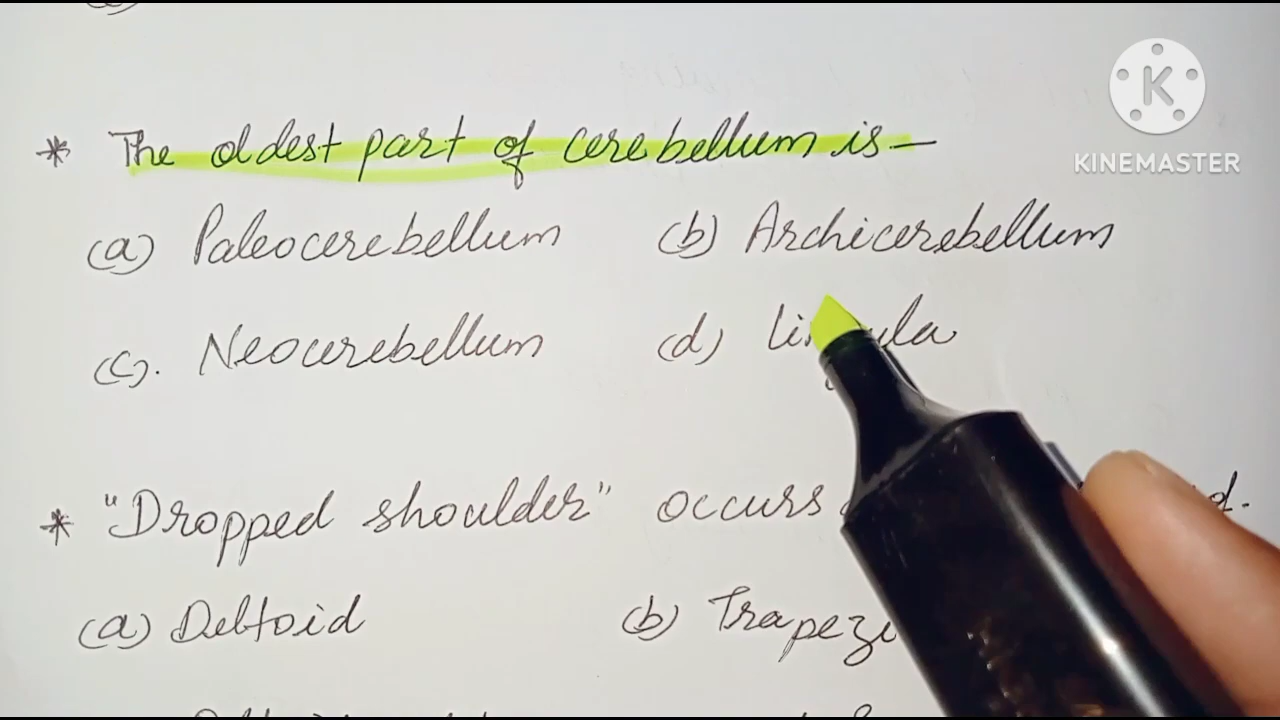 KINEMASTER
* The oldest part of cerebellum is —
(a) Paleocerebellum (b) Archicerebellum
(c). Neocerebellum (d)
* "Dropped shoulder" occurs
(a) Deltoid (b)